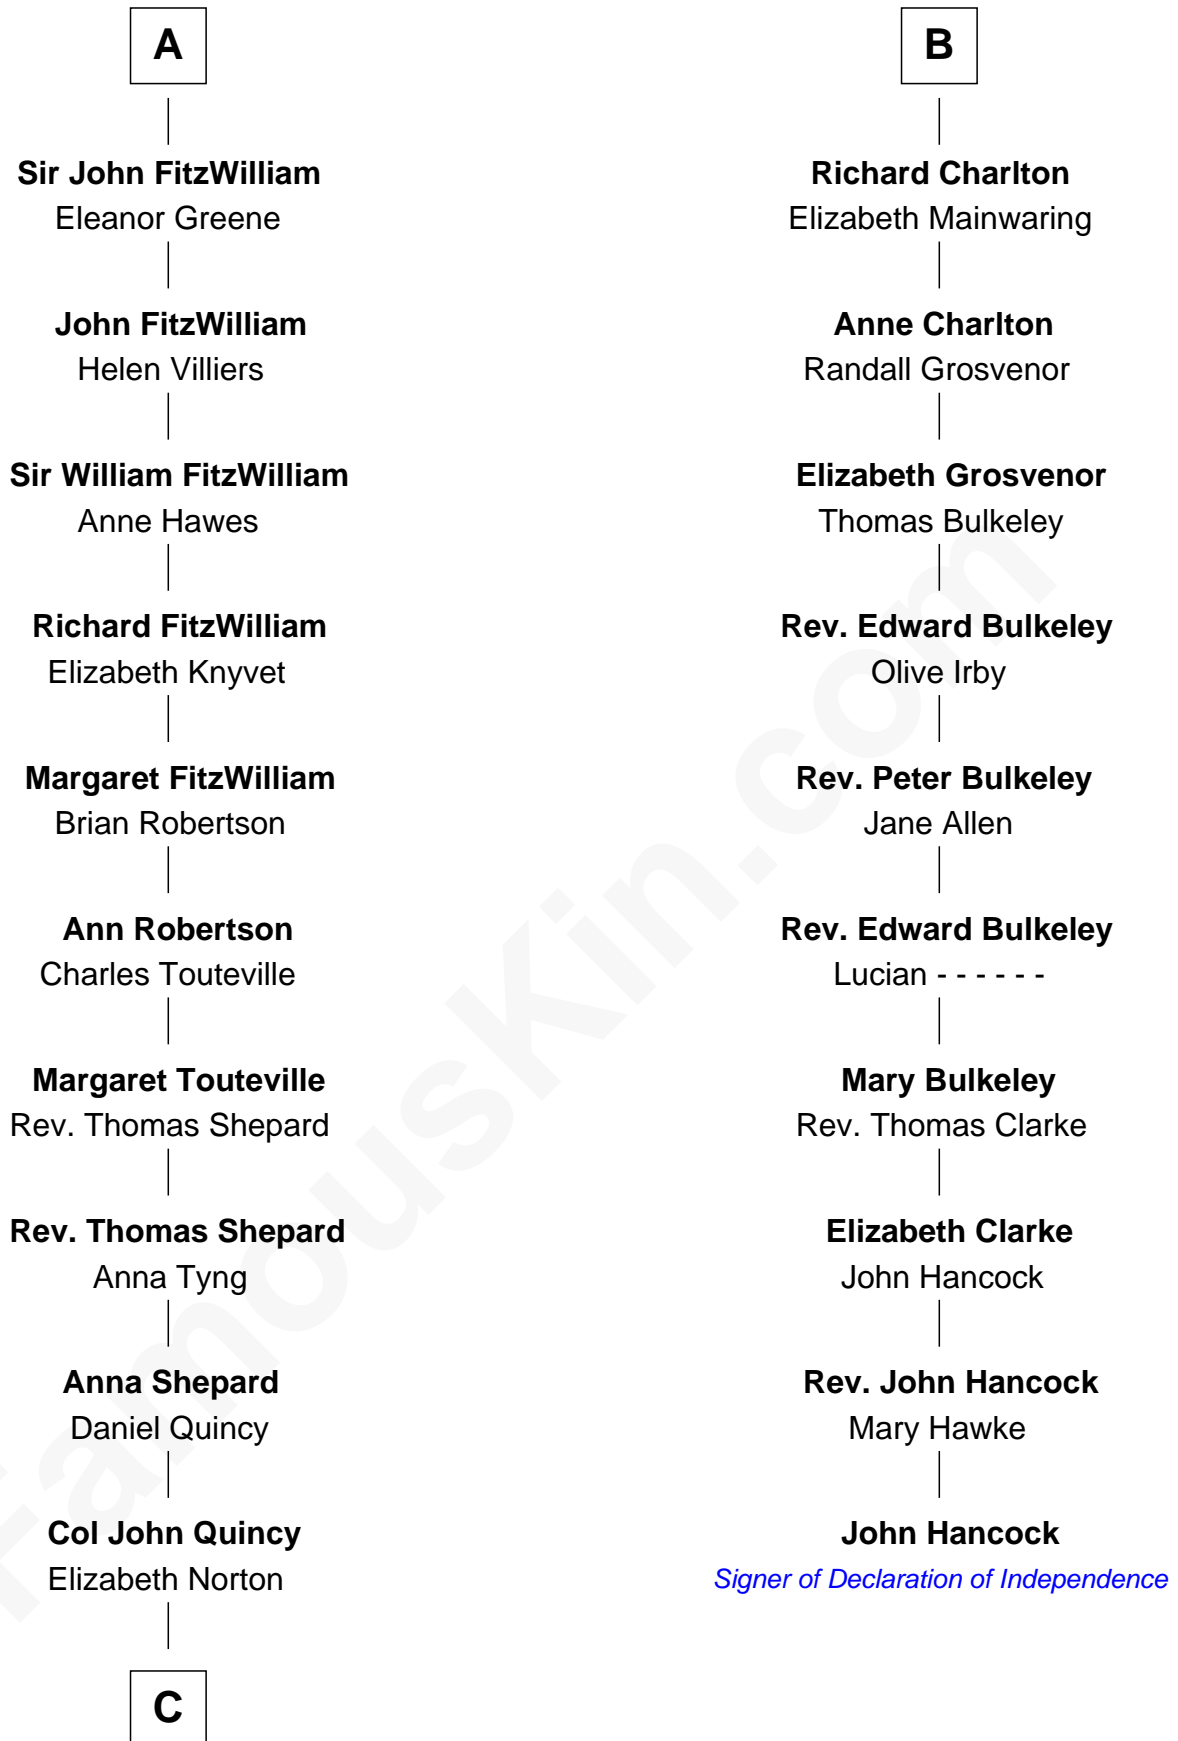 A
Sir John FitzWilliam
Eleanor Greene
John FitzWilliam
Helen Villiers
Sir William FitzWilliam
Anne Hawes
Richard FitzWilliam
Elizabeth Knyvet
Margaret FitzWilliam
Brian Robertson
Ann Robertson
Charles Touteville
Margaret Touteville
Rev. Thomas Shepard
Rev. Thomas Shepard
Anna Tyng
Anna Shepard
Daniel Quincy
Col John Quincy
Elizabeth Norton
C
B
Richard Charlton
Elizabeth Mainwaring
Anne Charlton
Randall Grosvenor
Elizabeth Grosvenor
Thomas Bulkeley
Rev. Edward Bulkeley
Olive Irby
Rev. Peter Bulkeley
Jane Allen
Rev. Edward Bulkeley
Lucian - - - - - -
Mary Bulkeley
Rev. Thomas Clarke
Elizabeth Clarke
John Hancock
Rev. John Hancock
Mary Hawke
John Hancock
Signer of Declaration of Independence
FamousKin.com